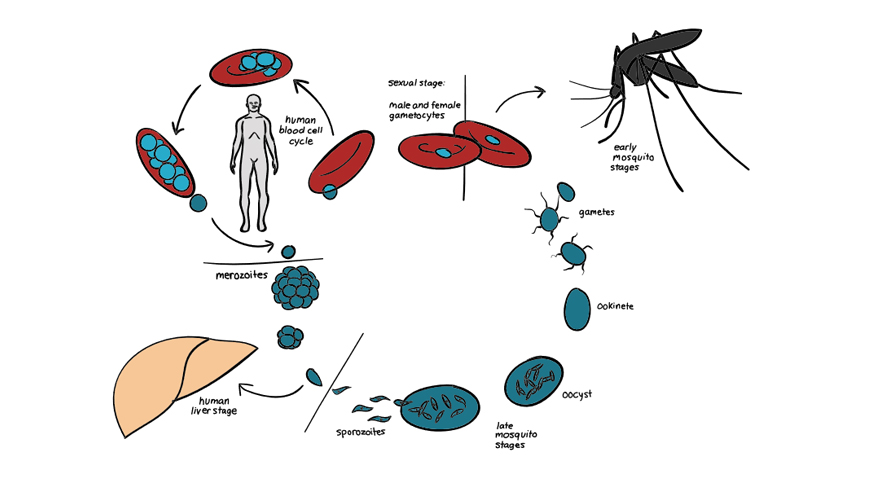 sexual stage:
male and female
gametocytes
human
blood cell
cycle
early
mosquito
stages
gametes
merozoites
ookinete
oocyst
human
liver stage
sporozoites
late
mosquito
stages